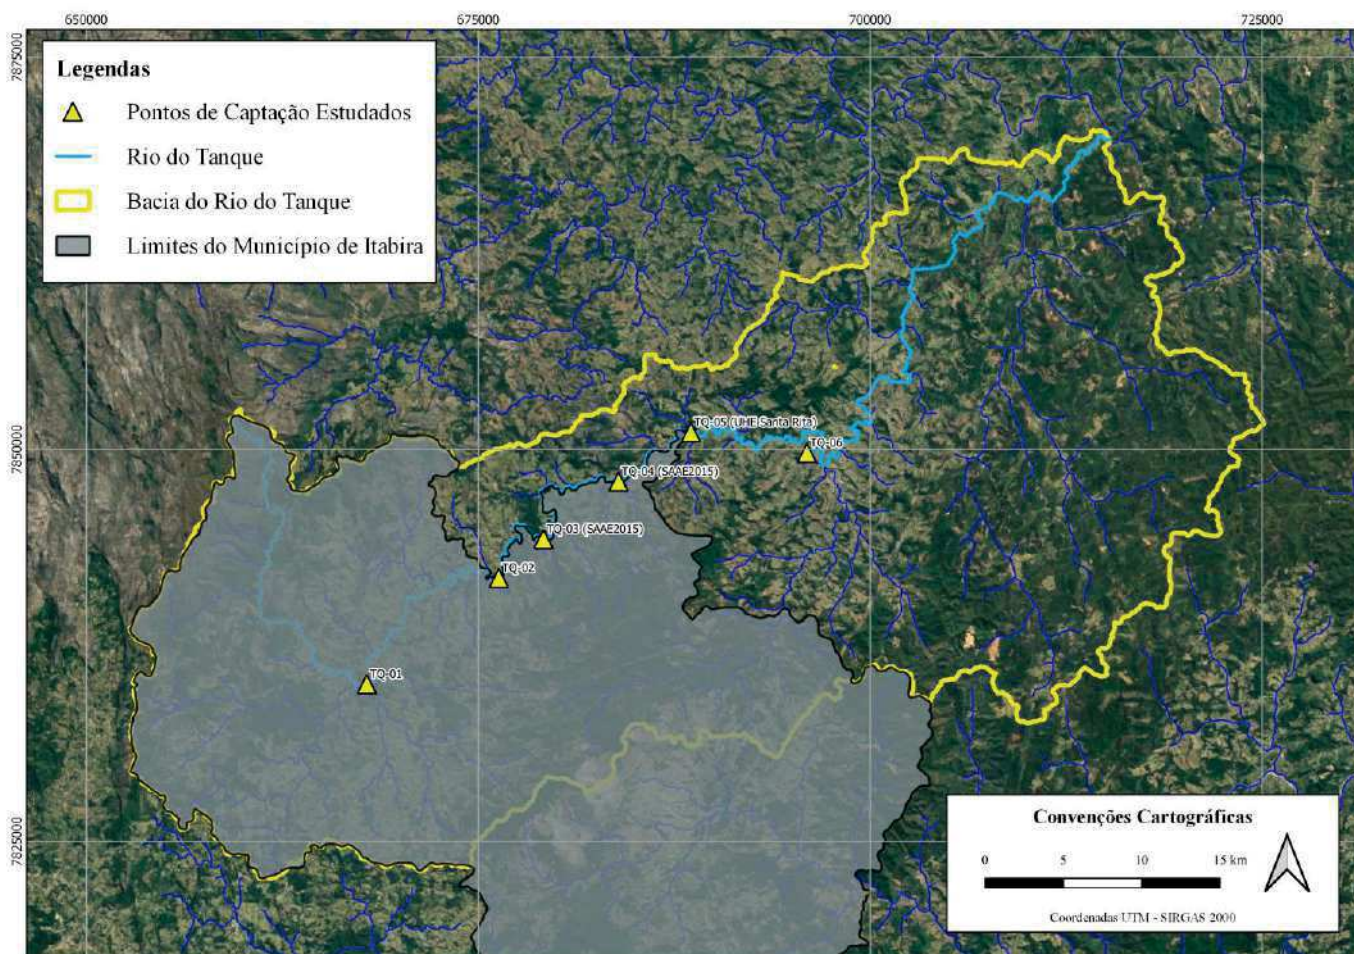 650000
675000
700000
725000
7875000
7850000
7825000
Legendas
Pontos de Captação Estudados
Rio do Tanque
Bacia do Rio do Tanque
Limites do Município de Itabira
TQ-05 (UHE Santa Rita)
TQ-06
TQ-04 (SAAE2015)
TQ-03 (SAAE2015)
TQ-02
TQ-01
Convenções Cartográficas
0 5 10 15 km
Coordenadas UTM - SIRGAS 2000